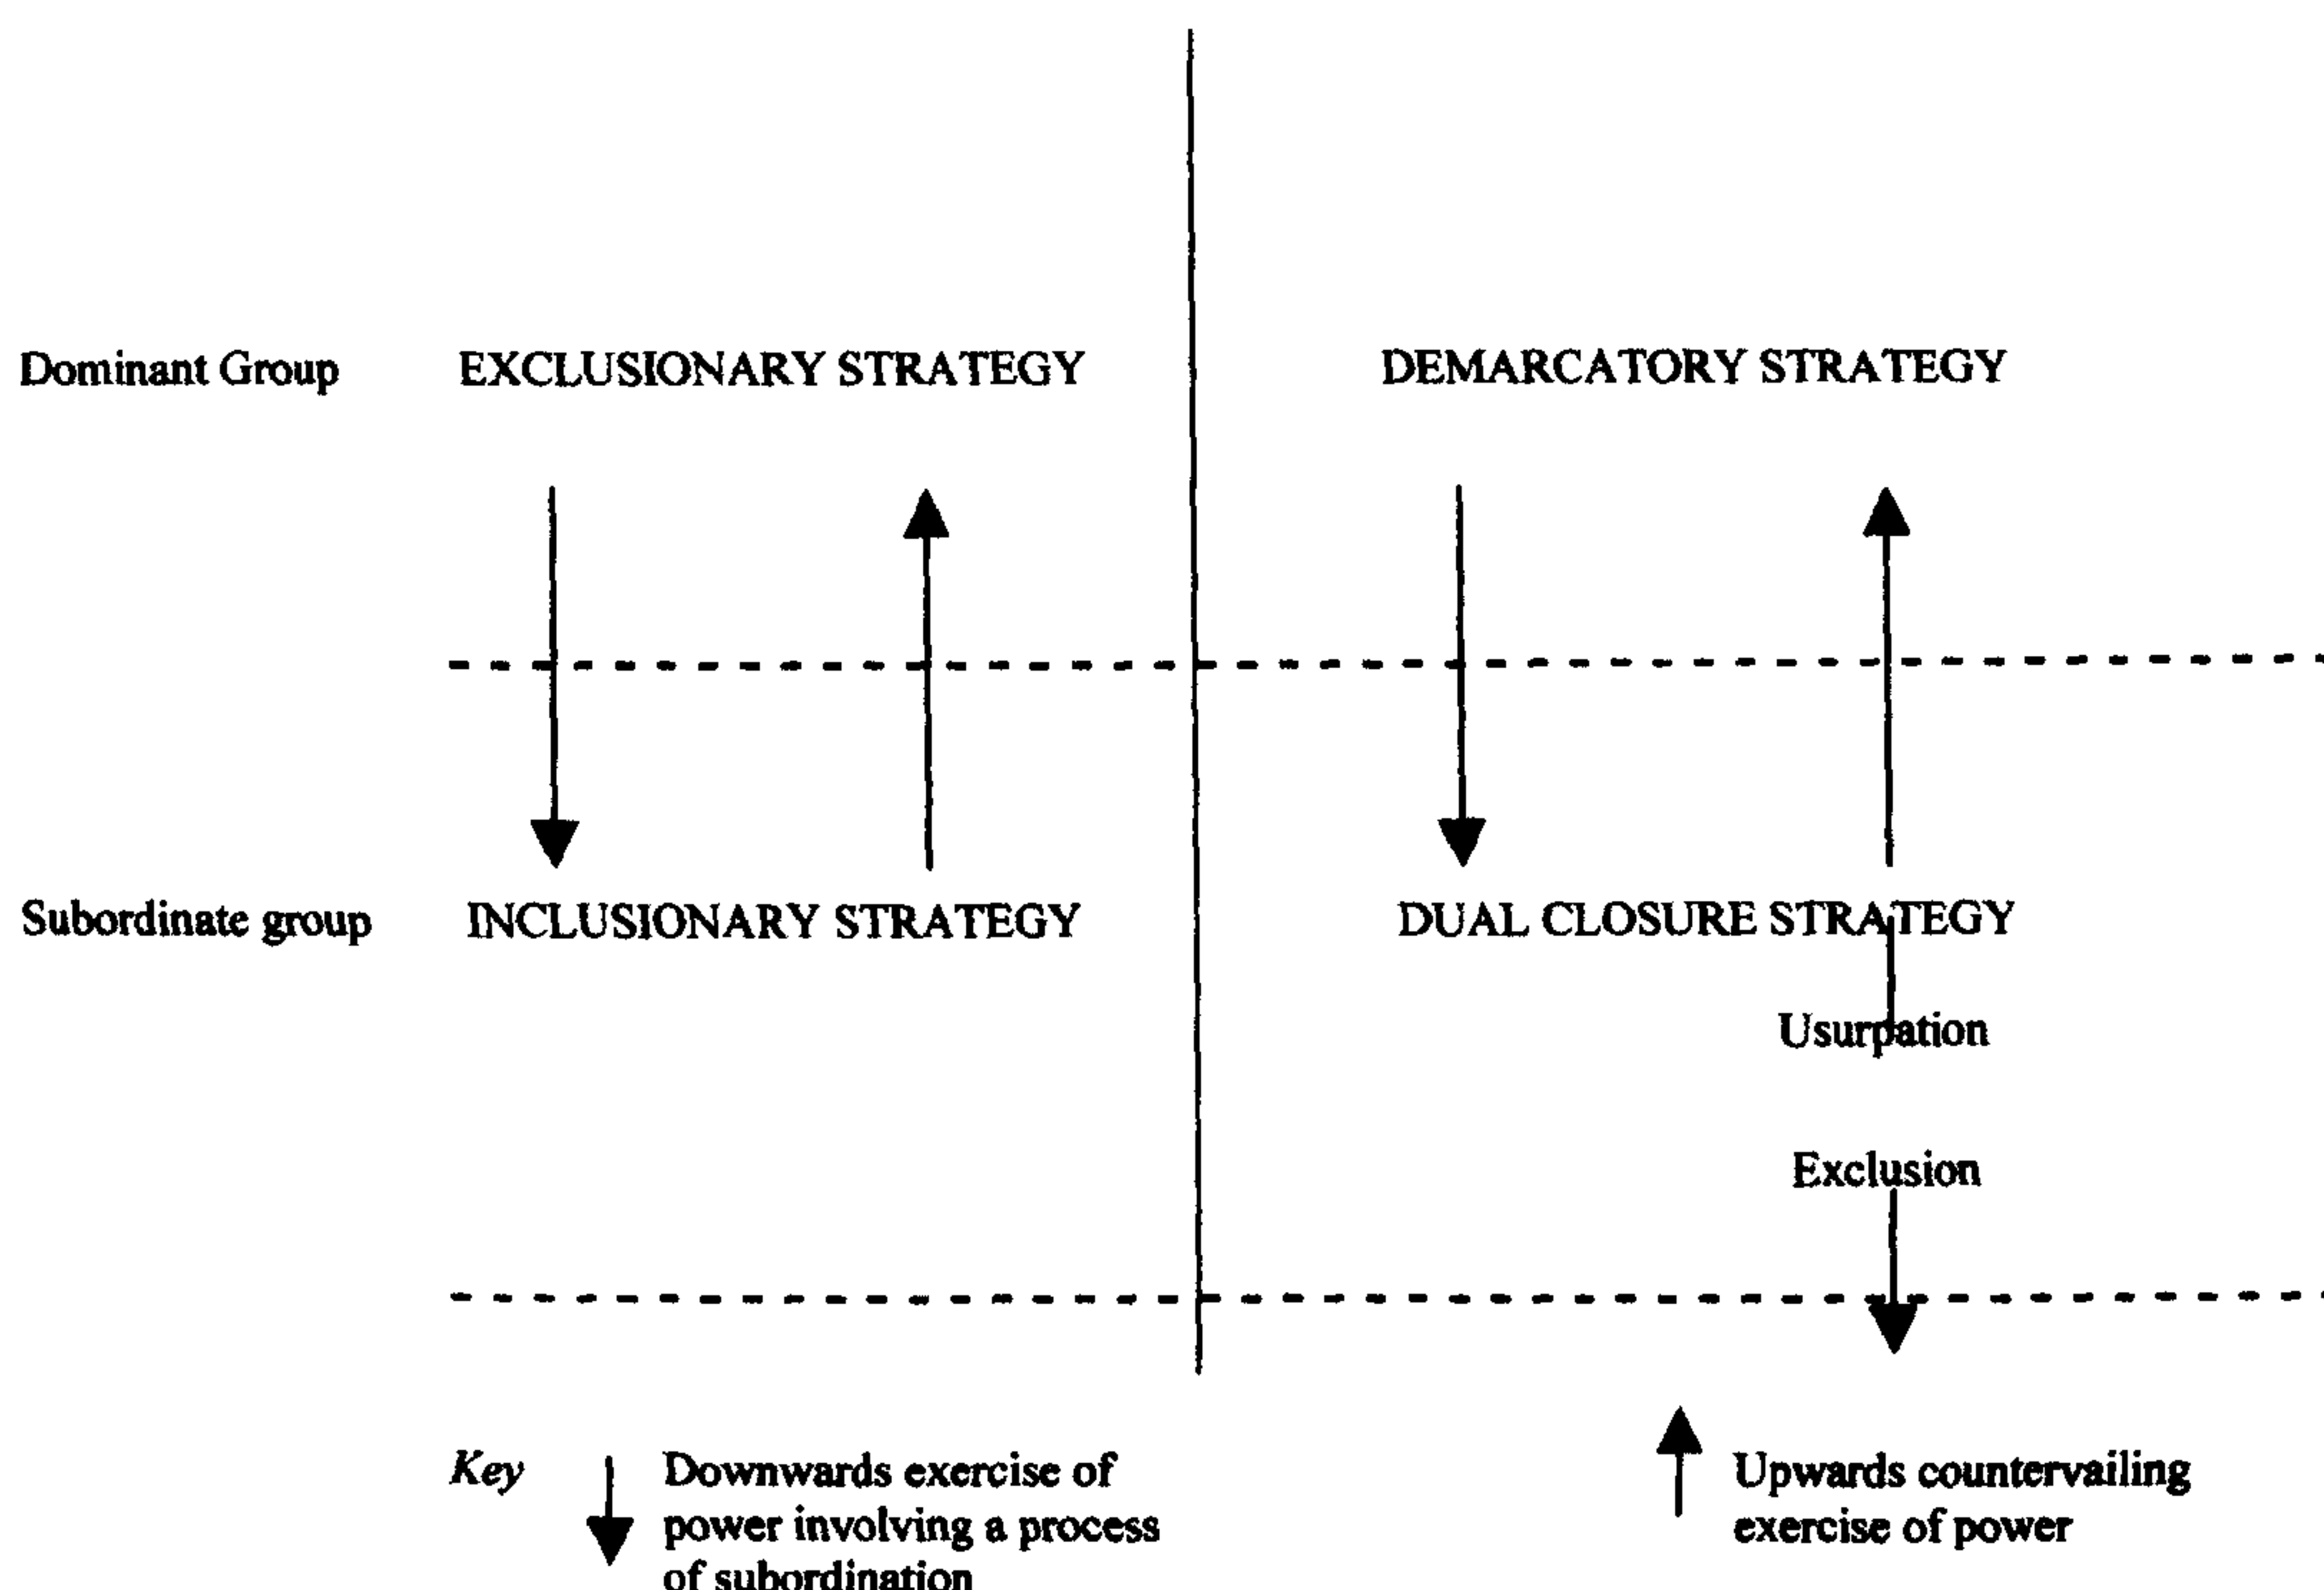 Dominant Group EXCLUSIONARY STRATEGY DEMARCATORY STRATEGY
Subordinate group INCLUSIONARY STRATEGY DUAL CLOSURE STRATEGY
Usurpation
Exclusion
Key
Downwards exercise of
power involving a process
of subordination
Upwards countervailing
exercise of power